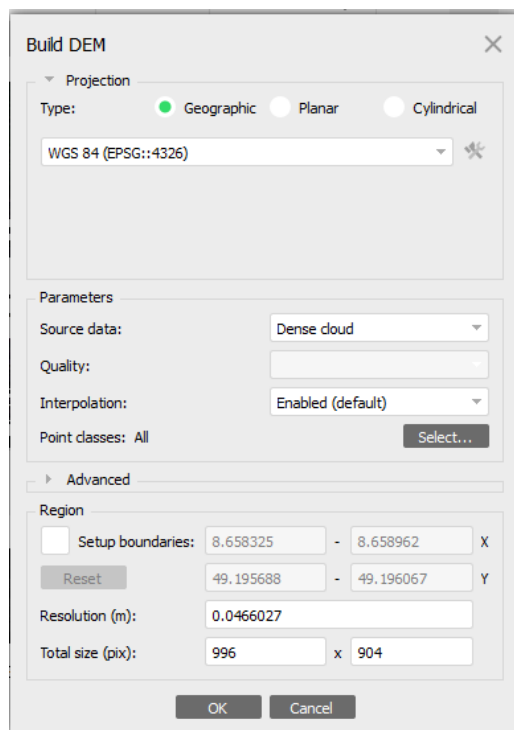 Build DEM
Projection
Type: Geographic Planar Cylindrical
WGS 84 (EPSG::4326)
Parameters
Source data: Dense cloud
Quality:
Interpolation: Enabled (default)
Point classes: All Select...
Advanced
Region
Setup boundaries: 8.658325 - 8.658962 X
Reset 49.195688 - 49.196067 Y
Resolution (m): 0.0466027
Total size (pix): 996 x 904
OK Cancel